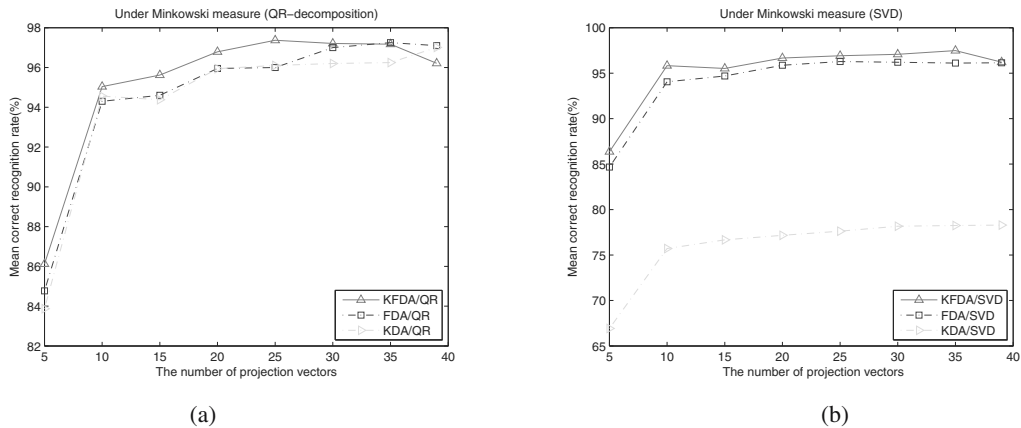 Under Minkowski measure (QR−decomposition)
98
96
94
92
90
88
86
84
82
Mean correct recognition rate(%)
KFDA/QR
FDA/QR
KDA/QR
5 10 15 20 25 30 35 40
The number of projection vectors
(a)
Under Minkowski measure (SVD)
100
95
90
85
80
75
70
65
Mean correct recognition rate(%)
KFDA/SVD
FDA/SVD
KDA/SVD
5 10 15 20 25 30 35 40
The number of projection vectors
(b)